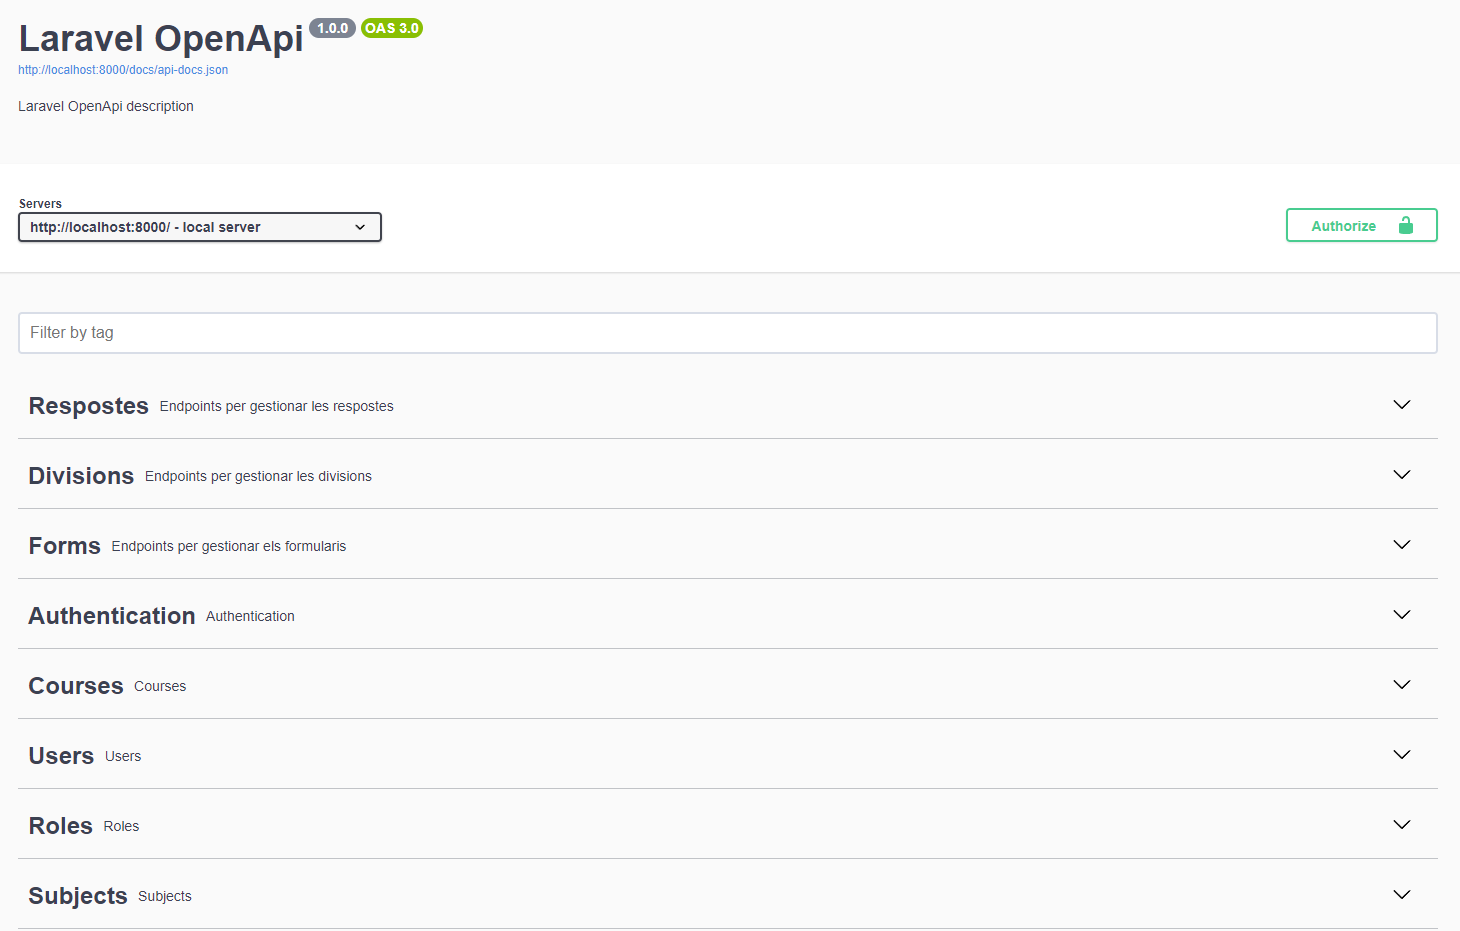 Laravel OpenApi 1.0.0 OAS 3.0
http://localhost:8000/docs/api-docs.json
Laravel OpenApi description
Servers
http://localhost:8000/ - local server
Authorize
Filter by tag
Respostes Endpoints per gestionar les respostes
Divisions Endpoints per gestionar les divisions
Forms Endpoints per gestionar els formularis
Authentication Authentication
Courses Courses
Users Users
Roles Roles
Subjects Subjects